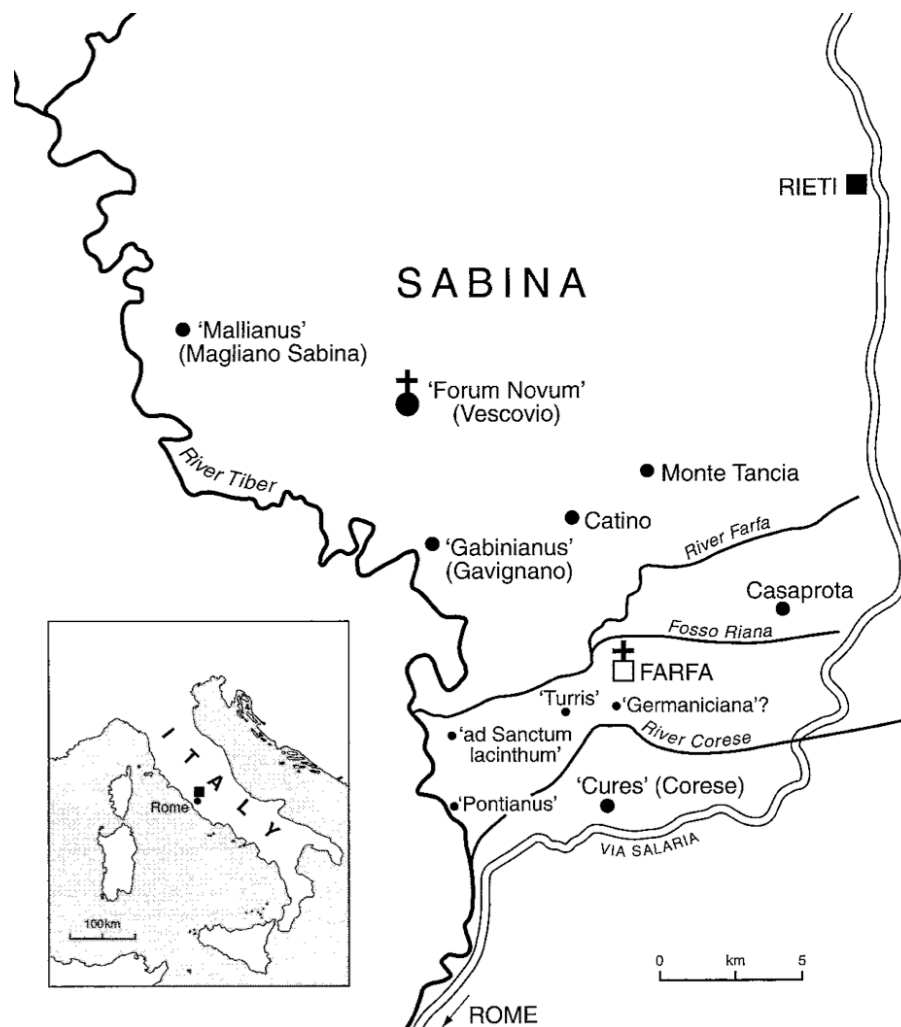 RIETI
SABINA
'Mallianus'
(Magliano Sabina)
'Forum Novum'
(Vescovio)
River Tiber
Monte Tancia
Catino
River Farfa
'Gabinianus'
(Gavignano)
Casaprota
Fosso Riana
FARFA
'Turris'
'Germaniciana'?
'ad Sanctum
Iacinthum'
River Corese
'Cures' (Corese)
'Pontianus'
VIA SALARIA
ITALY
Rome
100km
0 km 5
ROME